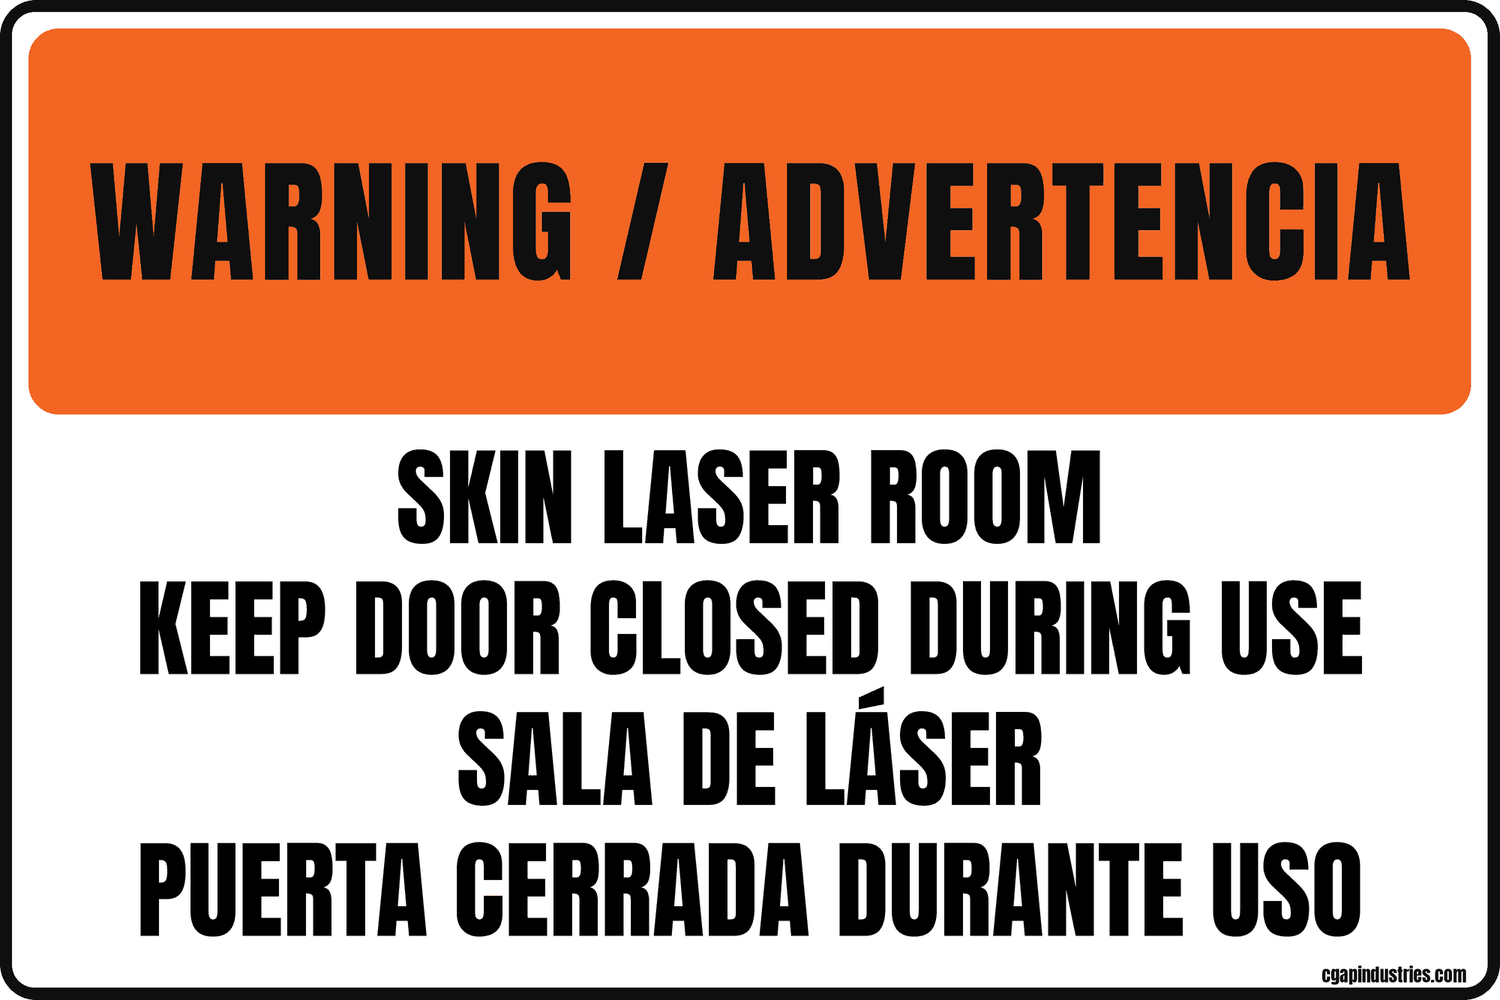 WARNING / ADVERTENCIA
SKIN LASER ROOM
KEEP DOOR CLOSED DURING USE
SALA DE LÁSER
PUERTA CERRADA DURANTE USO
cgapindustries.com